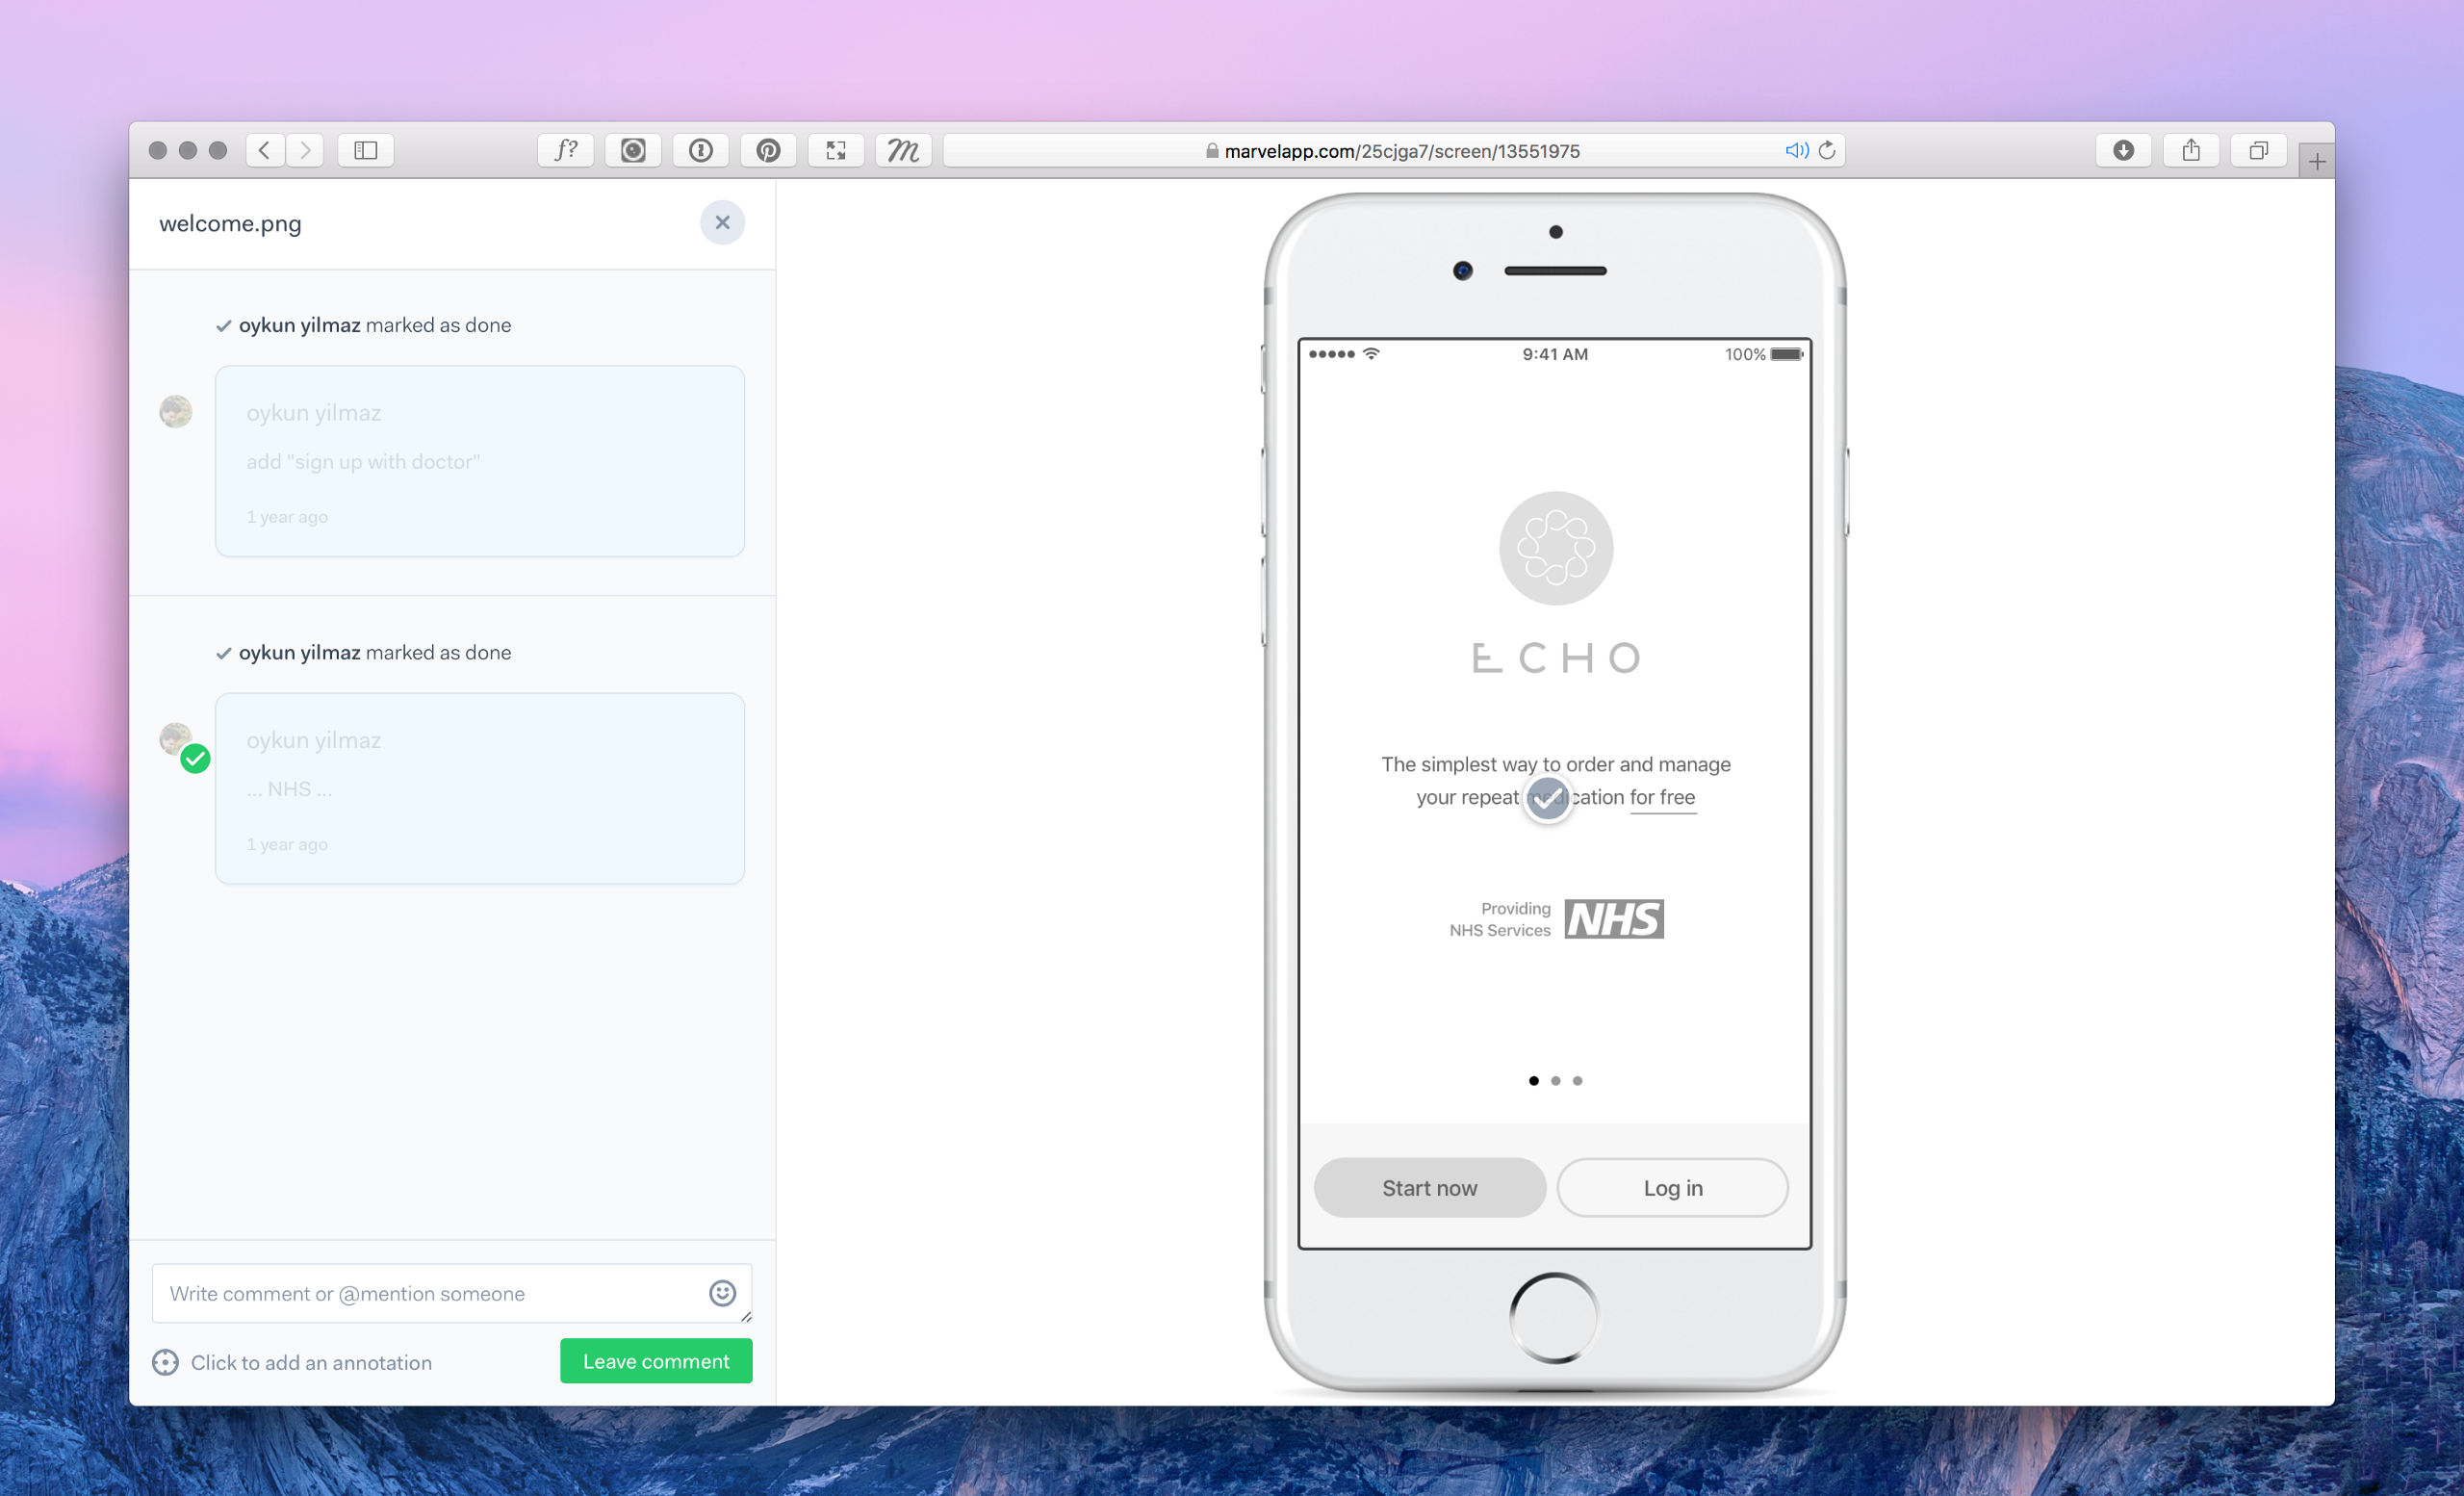 f?
marvelapp.com/25cjga7/screen/13551975
welcome.png
oykun yilmaz marked as done
oykun yilmaz
add "sign up with doctor"
1 year ago
oykun yilmaz marked as done
oykun yilmaz
... NHS ...
1 year ago
Write comment or @mention someone
Click to add an annotation
Leave comment
9:41 AM
100%
ECHO
The simplest way to order and manage
your repeat medication for free
Providing
NHS Services
NHS
Start now
Log in